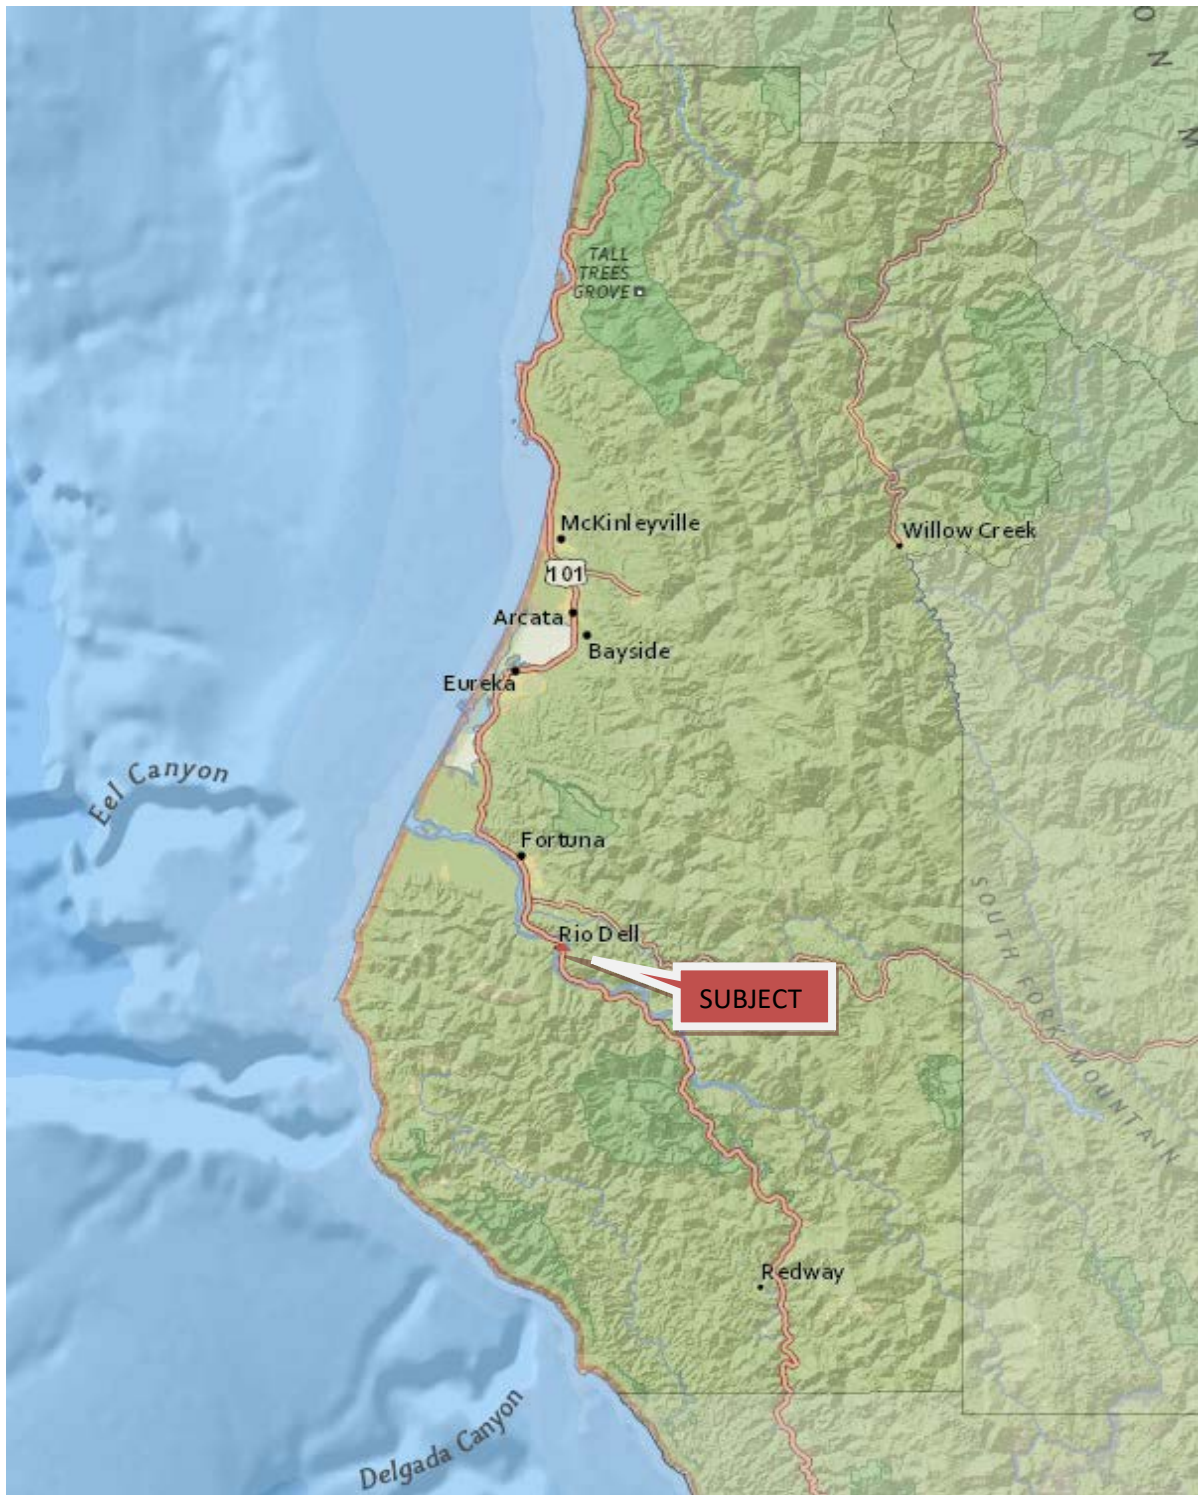 O
N
M
TALL
TREES
GROVE
McKinleyville
Willow Creek
101
Arcata
Bayside
Eureka
Eel Canyon
Fortuna
SOUTH FORK MOUNTAIN
Rio Dell
SUBJECT
Redway
Delgada Canyon